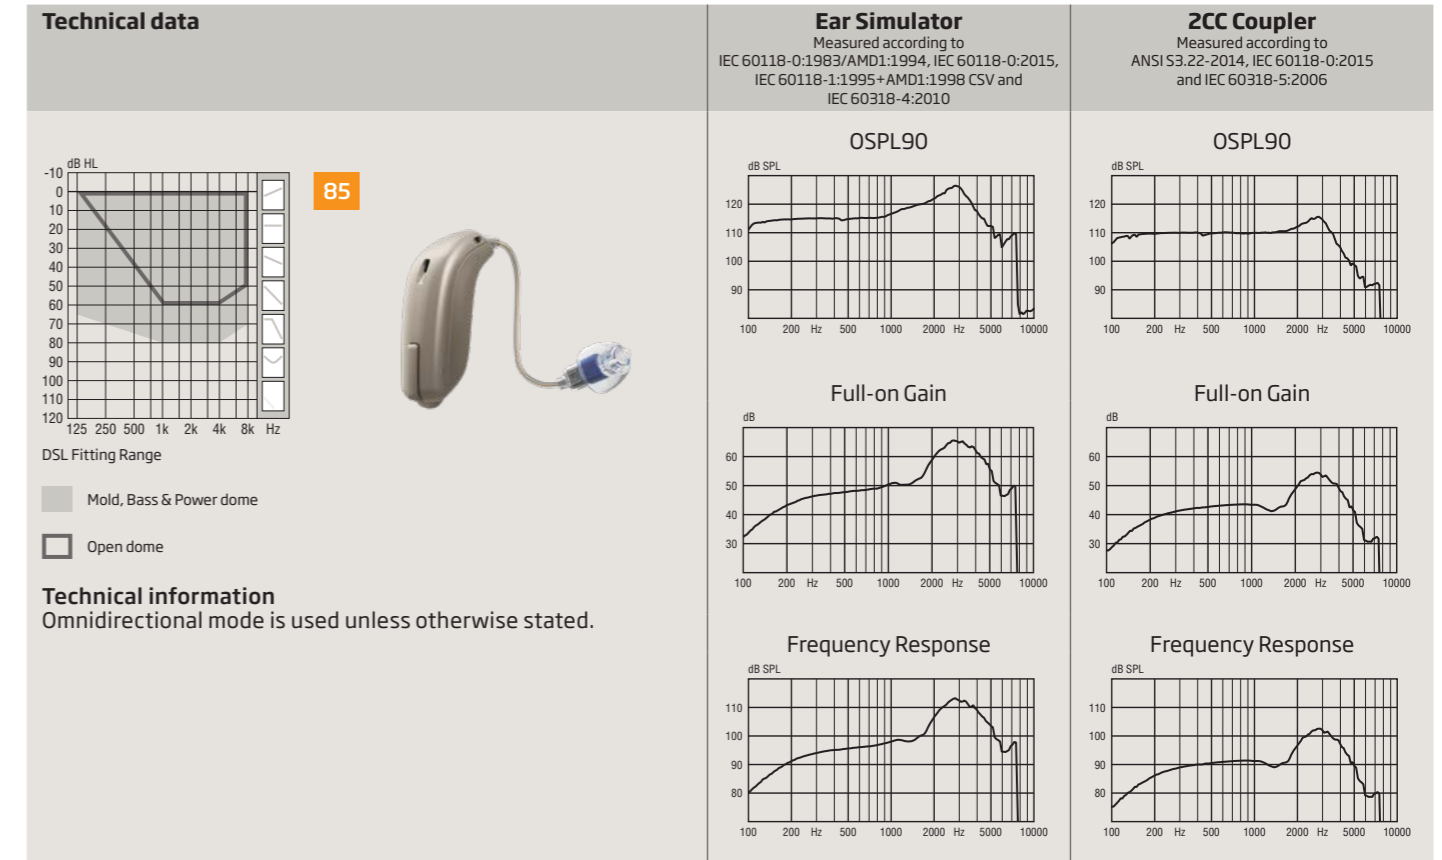 Technical data
Ear Simulator
Measured according to
IEC 60118-0:1983/AMD1:1994, IEC 60118-0:2015,
IEC 60118-1:1995+AMD1:1998 CSV and
IEC 60318-4:2010
2CC Coupler
Measured according to
ANSI S3.22-2014, IEC 60118-0:2015
and IEC 60318-5:2006
dB HL
-10
0
10
20
30
40
50
60
70
80
90
100
110
120
125 250 500 1k 2k 4k 8k Hz
DSL Fitting Range
Mold, Bass & Power dome
Open dome
85
Technical information
Omnidirectional mode is used unless otherwise stated.
OSPL90
dB SPL
120
110
100
90
100 200 Hz 500 1000 2000 Hz 5000 10000
OSPL90
dB SPL
120
110
100
90
100 200 Hz 500 1000 2000 Hz 5000 10000
Full-on Gain
dB
60
50
40
30
100 200 Hz 500 1000 2000 Hz 5000 10000
Full-on Gain
dB
60
50
40
30
100 200 Hz 500 1000 2000 Hz 5000 10000
Frequency Response
dB SPL
110
100
90
80
100 200 Hz 500 1000 2000 Hz 5000 10000
Frequency Response
dB SPL
110
100
90
80
100 200 Hz 500 1000 2000 Hz 5000 10000